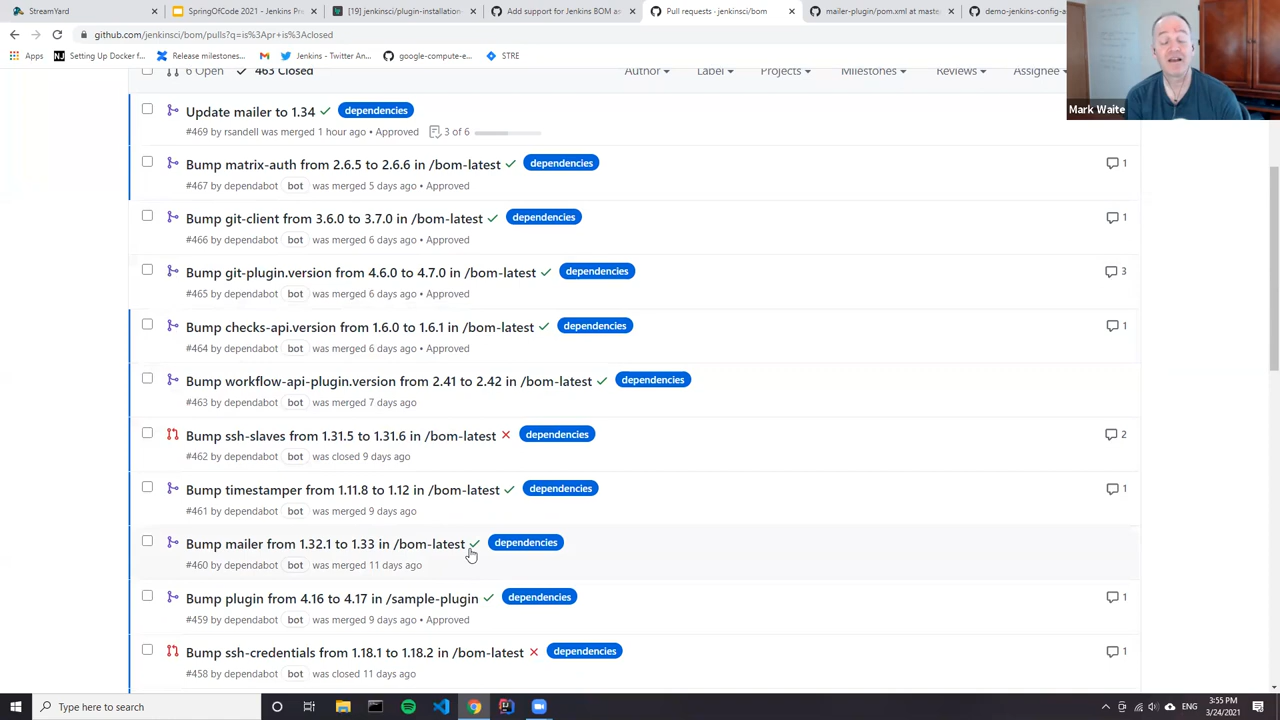 StreamYard
SpringOfCode 2021 - Jenkins Pre
[19] jenkinsci/plugin-installation
Add support for Jenkins BOM as
Pull requests · jenkinsci/bom
mailer-plugin/pom.xml at maste
demo-jenkins-config-a
github.com/jenkinsci/bom/pulls?q=is%3Apr+is%3Aclosed
Apps
Setting Up Docker f...
Release milestones...
Jenkins - Twitter An...
google-compute-e...
STRE
6 Open
463 Closed
Author
Label
Projects
Milestones
Reviews
Assignee
Mark Waite
Update mailer to 1.34
dependencies
#469 by rsandell was merged 1 hour ago • Approved
3 of 6
Bump matrix-auth from 2.6.5 to 2.6.6 in /bom-latest
dependencies
1
#467 by dependabot bot was merged 5 days ago • Approved
Bump git-client from 3.6.0 to 3.7.0 in /bom-latest
dependencies
1
#466 by dependabot bot was merged 6 days ago • Approved
Bump git-plugin.version from 4.6.0 to 4.7.0 in /bom-latest
dependencies
3
#465 by dependabot bot was merged 6 days ago • Approved
Bump checks-api.version from 1.6.0 to 1.6.1 in /bom-latest
dependencies
1
#464 by dependabot bot was merged 6 days ago • Approved
Bump workflow-api-plugin.version from 2.41 to 2.42 in /bom-latest
dependencies
#463 by dependabot bot was merged 7 days ago
Bump ssh-slaves from 1.31.5 to 1.31.6 in /bom-latest
dependencies
2
#462 by dependabot bot was closed 9 days ago
Bump timestamper from 1.11.8 to 1.12 in /bom-latest
dependencies
1
#461 by dependabot bot was merged 9 days ago
Bump mailer from 1.32.1 to 1.33 in /bom-latest
dependencies
#460 by dependabot bot was merged 11 days ago
Bump plugin from 4.16 to 4.17 in /sample-plugin
dependencies
1
#459 by dependabot bot was merged 9 days ago • Approved
Bump ssh-credentials from 1.18.1 to 1.18.2 in /bom-latest
dependencies
1
#458 by dependabot bot was closed 11 days ago
Type here to search
3:55 PM
3/24/2021